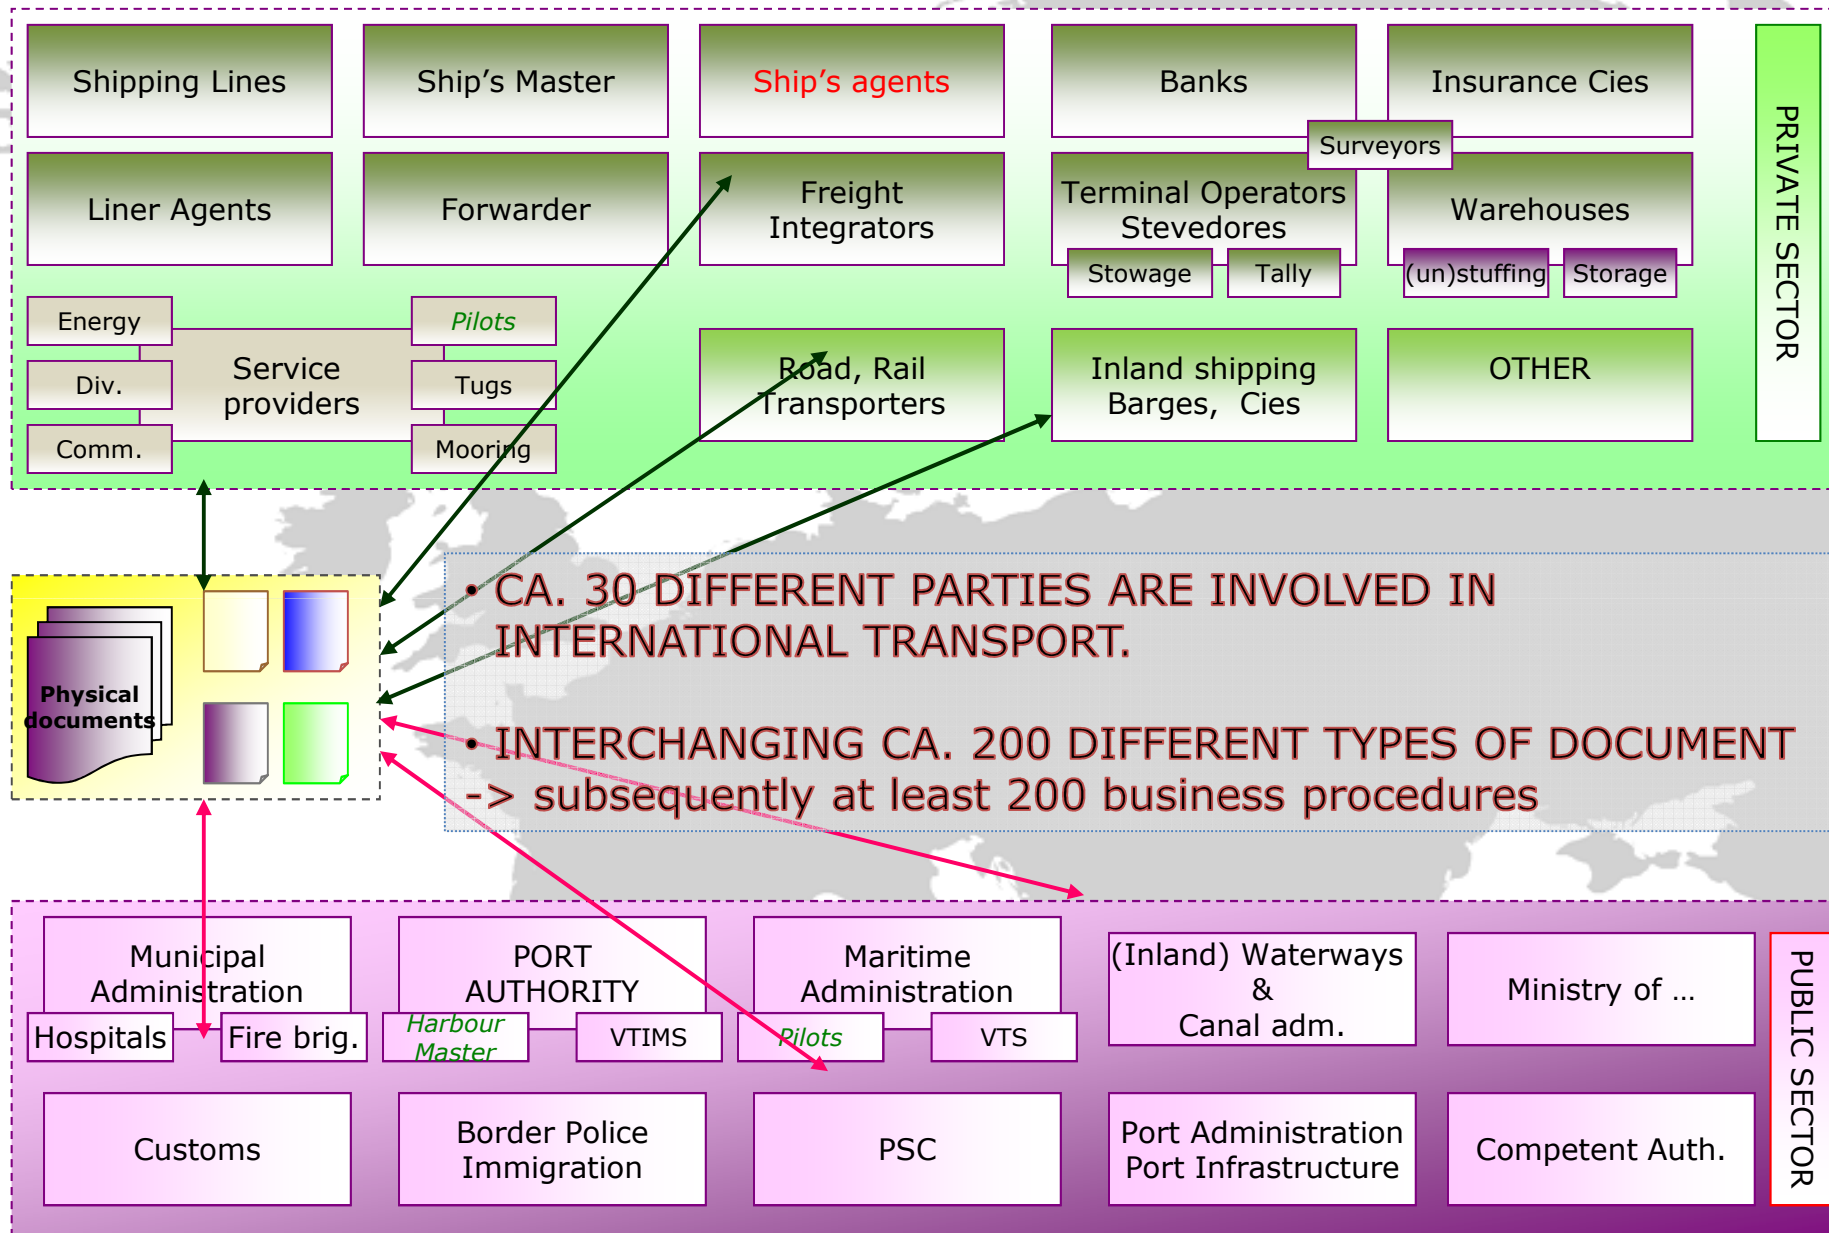 Shipping Lines
Ship's Master
Ship's agents
Banks
Insurance Cies
Surveyors
Liner Agents
Forwarder
Freight
Integrators
Terminal Operators
Stevedores
Warehouses
Stowage
Tally
(un)stuffing
Storage
Energy
Pilots
Div.
Service
providers
Tugs
Comm.
Mooring
Road, Rail
Transporters
Inland shipping
Barges, Cies
OTHER
PRIVATE SECTOR
Physical
documents
• CA. 30 DIFFERENT PARTIES ARE INVOLVED IN
INTERNATIONAL TRANSPORT.
• INTERCHANGING CA. 200 DIFFERENT TYPES OF DOCUMENT
-> subsequently at least 200 business procedures
Municipal
Administration
Hospitals
Fire brig.
PORT
AUTHORITY
Harbour
Master
VTIMS
Maritime
Administration
Pilots
VTS
(Inland) Waterways
&
Canal adm.
Ministry of …
Customs
Border Police
Immigration
PSC
Port Administration
Port Infrastructure
Competent Auth.
PUBLIC SECTOR